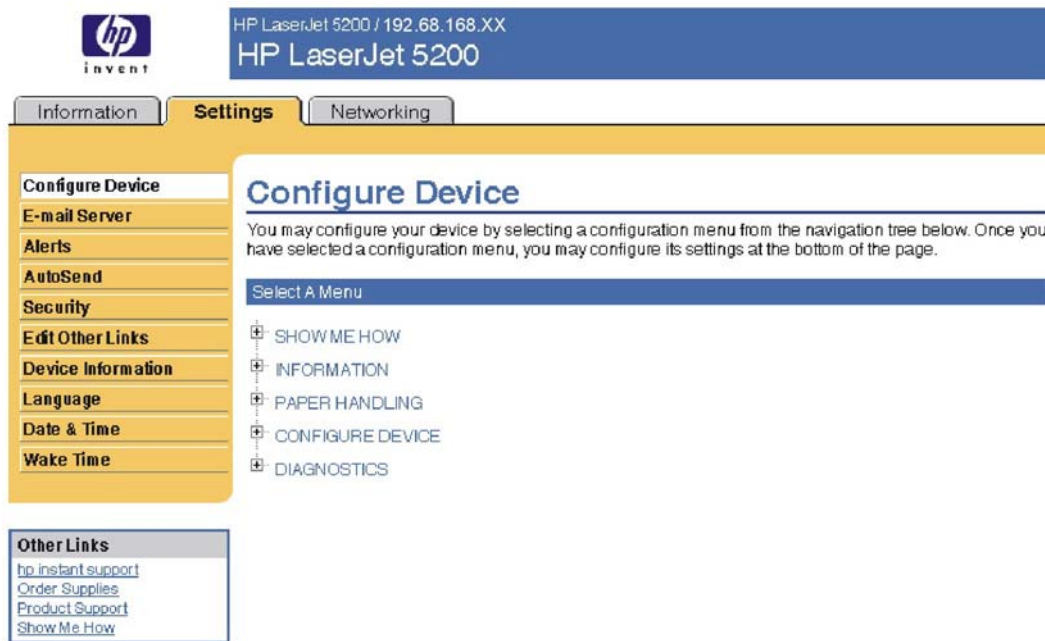 hp
invent
HP LaserJet 5200 / 192.68.168.XX
HP LaserJet 5200
Information
Settings
Networking
Configure Device
E-mail Server
Alerts
AutoSend
Security
Edit Other Links
Device Information
Language
Date & Time
Wake Time
Other Links
hp instant support
Order Supplies
Product Support
Show Me How
Configure Device
You may configure your device by selecting a configuration menu from the navigation tree below. Once you
have selected a configuration menu, you may configure its settings at the bottom of the page.
Select A Menu
SHOW ME HOW
INFORMATION
PAPER HANDLING
CONFIGURE DEVICE
DIAGNOSTICS